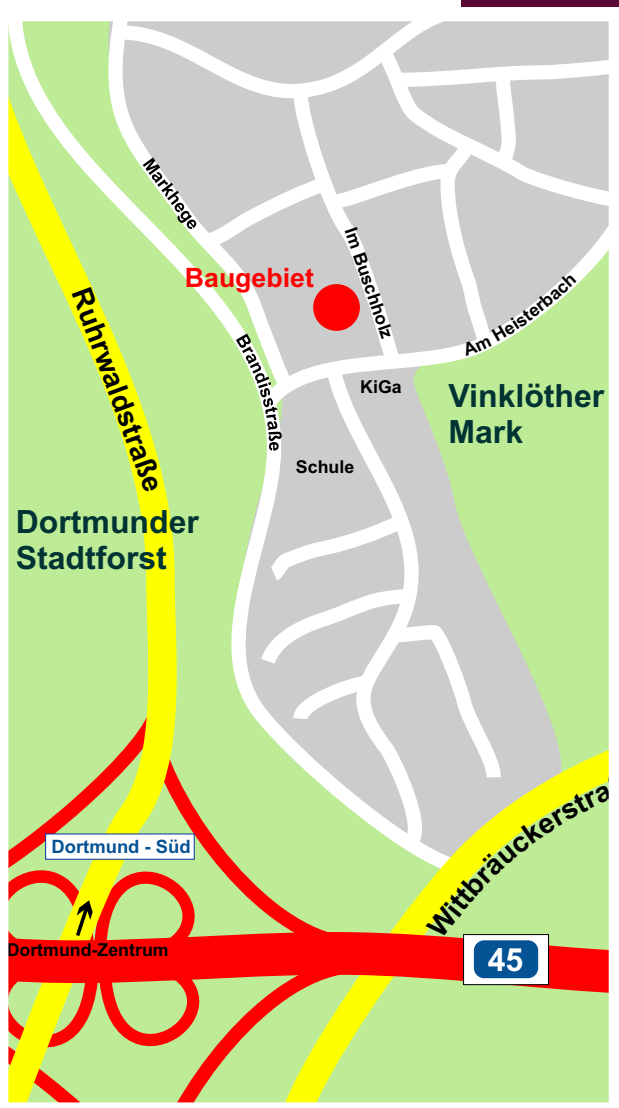 Markhege
Im Buschholz
Baugebiet
Am Heisterbach
Ruhrwaldstraße
Brandisstraße
KiGa
Vinklöther
Mark
Schule
Dortmunder
Stadtforst
Wittbräuckerstra
Dortmund - Süd
Dortmund-Zentrum
45